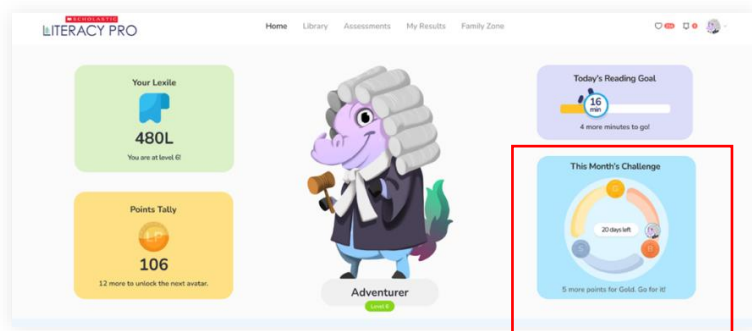 SCHOLASTIC
LITERACY PRO
Home Library Assessments My Results Family Zone
Your Lexile
480L
You are at level 6!
Points Tally
LP
106
12 more to unlock the next avatar.
Adventurer
Level 6
Today's Reading Goal
16
min
4 more minutes to go!
This Month's Challenge
20 days left
5 more points for Gold. Go for it!